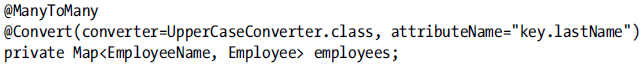 @ManyToMany
@Convert(converter=UpperCaseConverter.class, attributeName="key.lastName")
private Map<EmployeeName, Employee> employees;